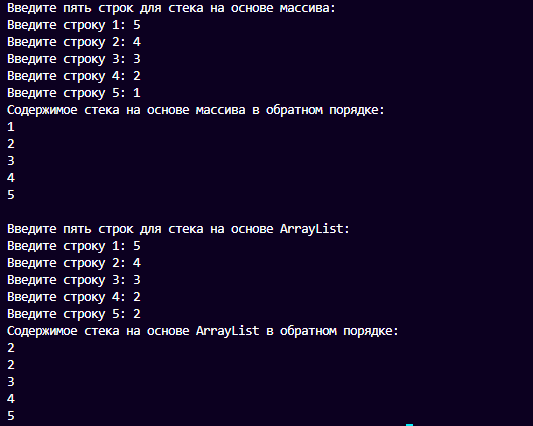 Введите пять строк для стека на основе массива:
Введите строку 1: 5
Введите строку 2: 4
Введите строку 3: 3
Введите строку 4: 2
Введите строку 5: 1
Содержимое стека на основе массива в обратном порядке:
1
2
3
4
5

Введите пять строк для стека на основе ArrayList:
Введите строку 1: 5
Введите строку 2: 4
Введите строку 3: 3
Введите строку 4: 2
Введите строку 5: 2
Содержимое стека на основе ArrayList в обратном порядке:
2
2
3
4
5